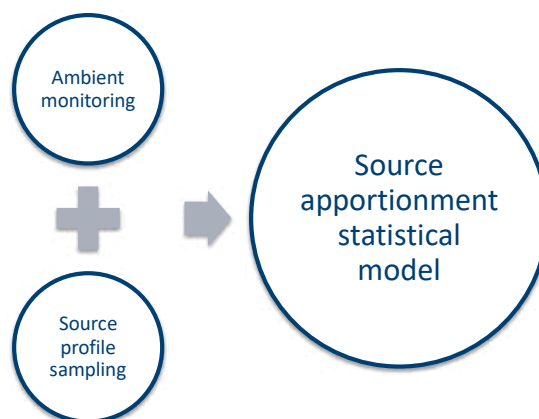 Ambient
monitoring
Source
profile
sampling
Source
apportionment
statistical
model